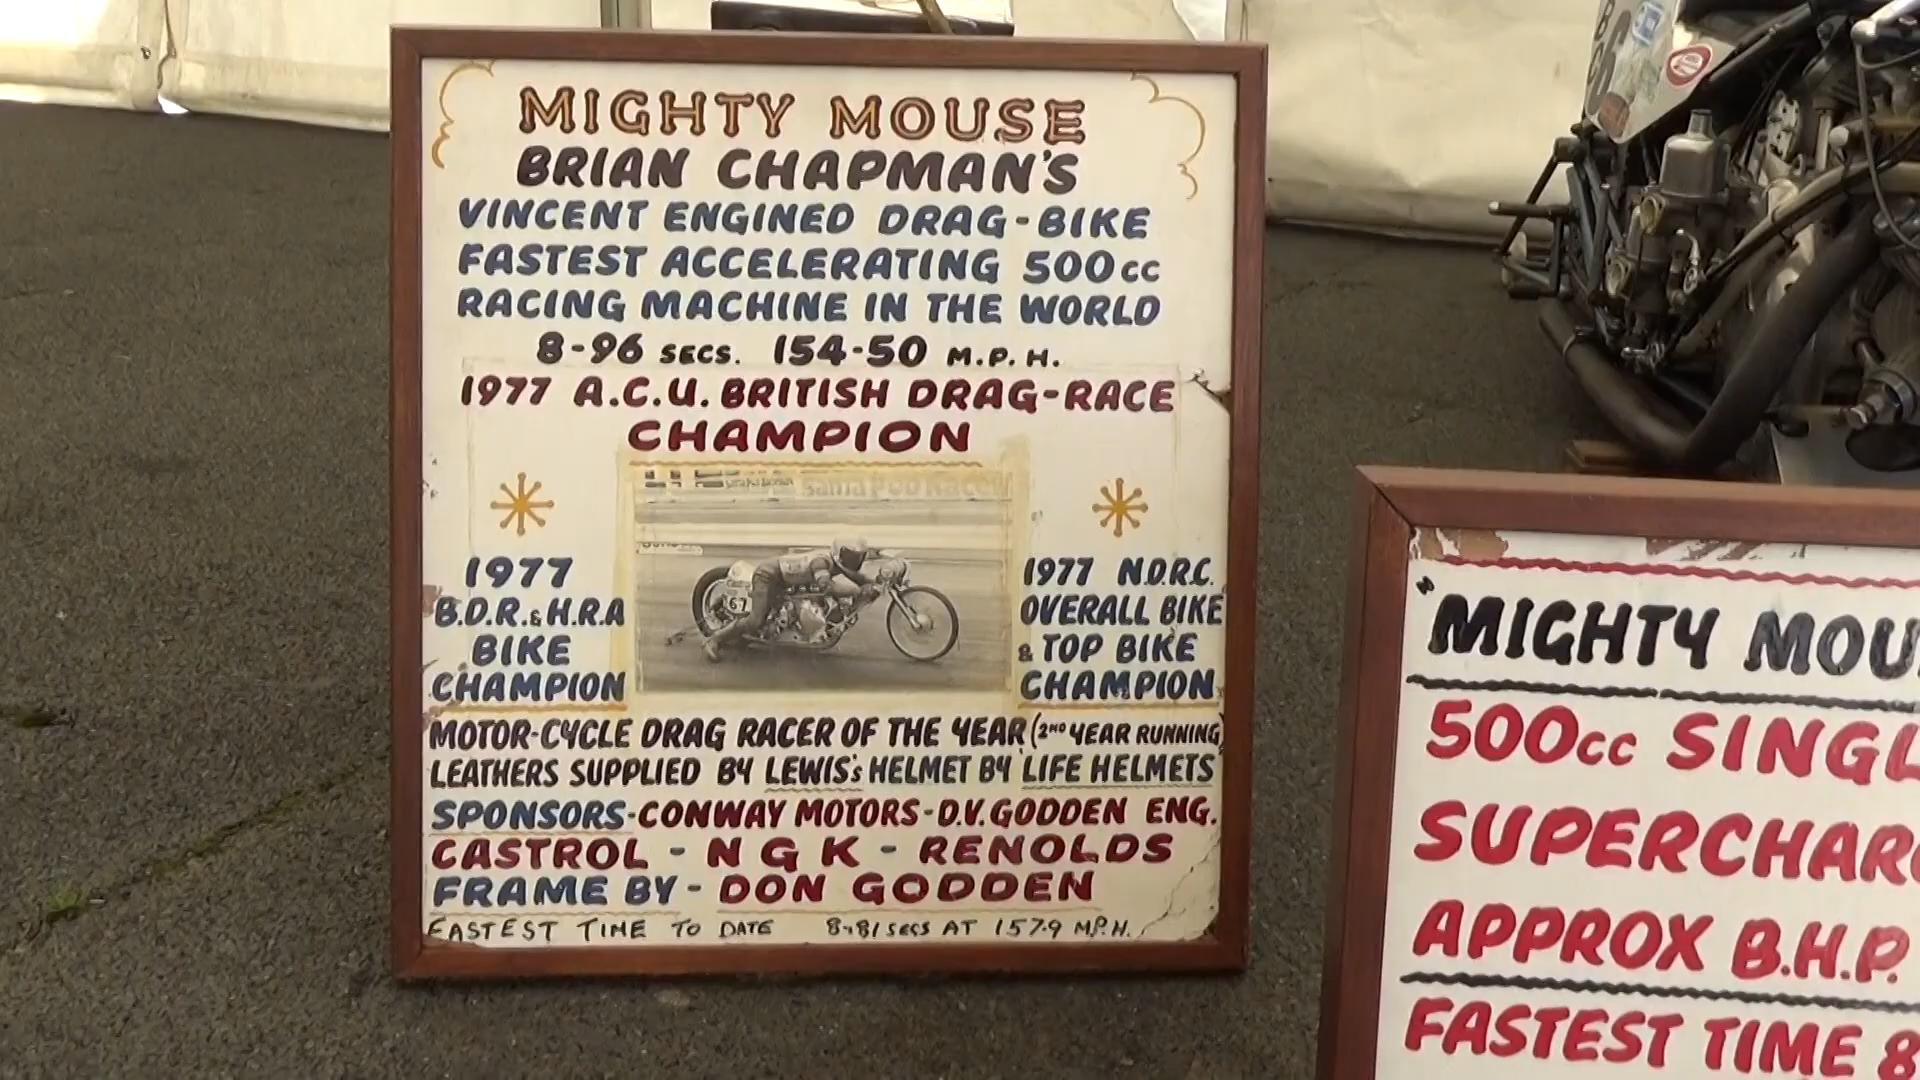 MIGHTY MOUSE
BRIAN CHAPMAN'S
VINCENT ENGINED DRAG-BIKE
FASTEST ACCELERATING 500cc
RACING MACHINE IN THE WORLD
8-96 SECS. 154-50 M.P.H.
1977 A.C.U. BRITISH DRAG-RACE
CHAMPION
1977
B.D.R. & H.R.A
BIKE
CHAMPION
67
1977 N.D.R.C.
OVERALL BIKE
& TOP BIKE
CHAMPION
MOTOR-CYCLE DRAG RACER OF THE YEAR (2ND YEAR RUNNING)
LEATHERS SUPPLIED BY LEWIS's HELMET BY LIFE HELMETS
SPONSORS-CONWAY MOTORS-D.V. GODDEN ENG.
CASTROL - NGK - RENOLDS
FRAME BY - DON GODDEN
FASTEST TIME TO DATE 8.81 SECS AT 157.9 M.P.H.
"MIGHTY MOU
500cc SINGL
SUPERCHAR
APPROX B.H.P.
FASTEST TIME 8